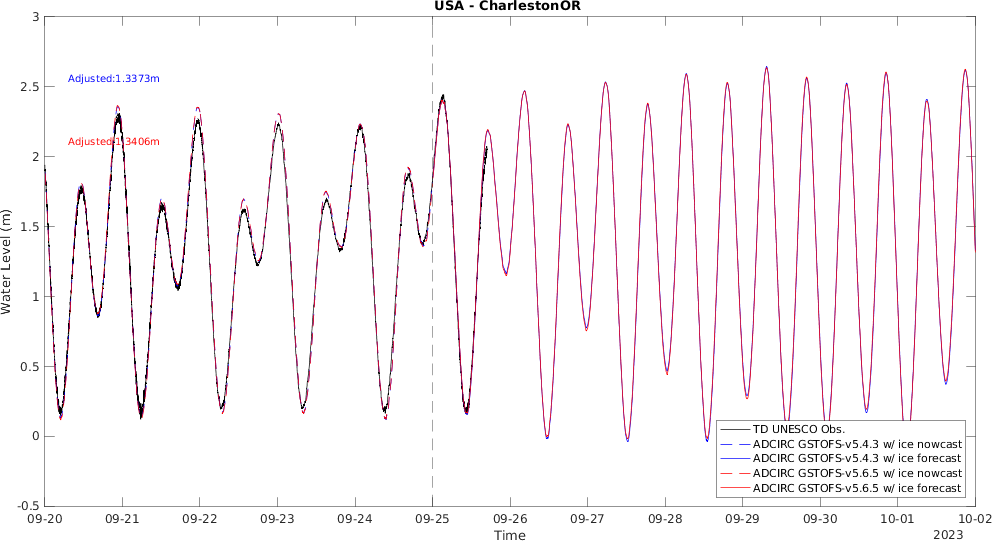 USA - CharlestonOR
3
2.5
2
1.5
1
0.5
0
-0.5
Water Level (m)
Adjusted:1.3373m
Adjusted:1.3406m
TD UNESCO Obs.
ADCIRC GSTOFS-v5.4.3 w/ ice nowcast
ADCIRC GSTOFS-v5.4.3 w/ ice forecast
ADCIRC GSTOFS-v5.6.5 w/ ice nowcast
ADCIRC GSTOFS-v5.6.5 w/ ice forecast
09-20 09-21 09-22 09-23 09-24 09-25 09-26 09-27 09-28 09-29 09-30 10-01 10-02
Time
2023